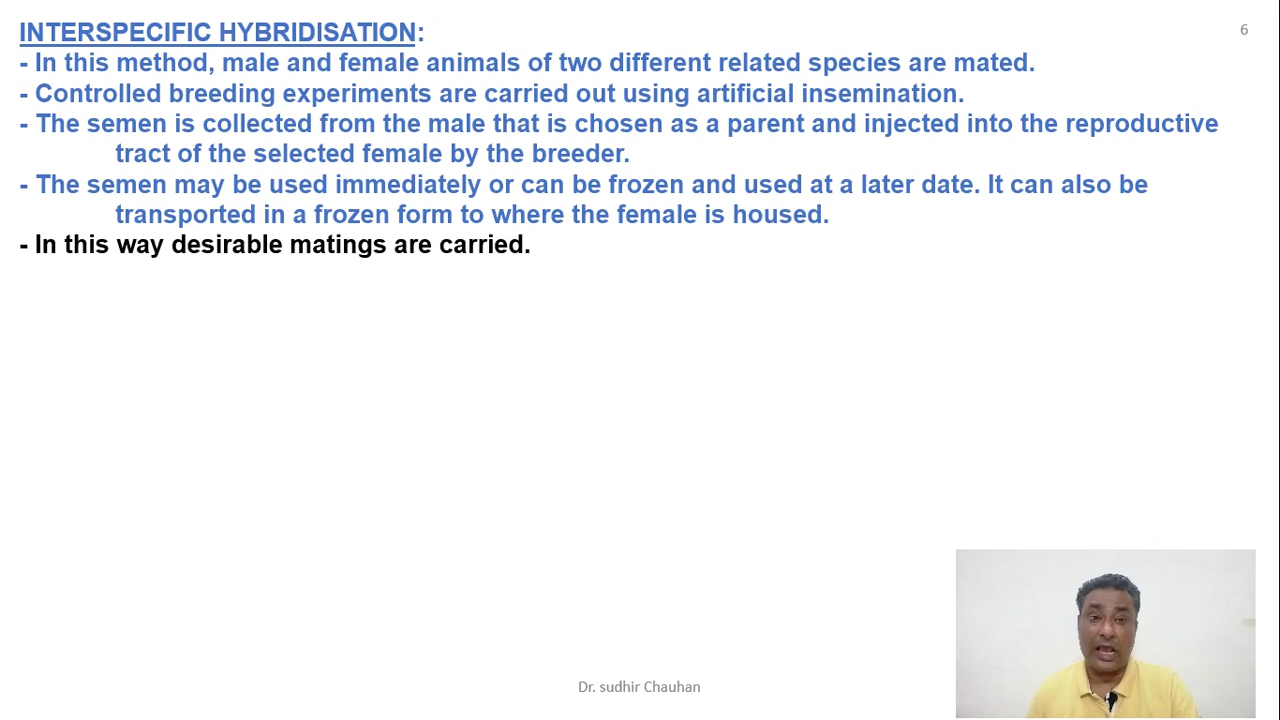 INTERSPECIFIC HYBRIDISATION:
6
- In this method, male and female animals of two different related species are mated.
- Controlled breeding experiments are carried out using artificial insemination.
- The semen is collected from the male that is chosen as a parent and injected into the reproductive
tract of the selected female by the breeder.
- The semen may be used immediately or can be frozen and used at a later date. It can also be
transported in a frozen form to where the female is housed.
- In this way desirable matings are carried.
Dr. sudhir Chauhan